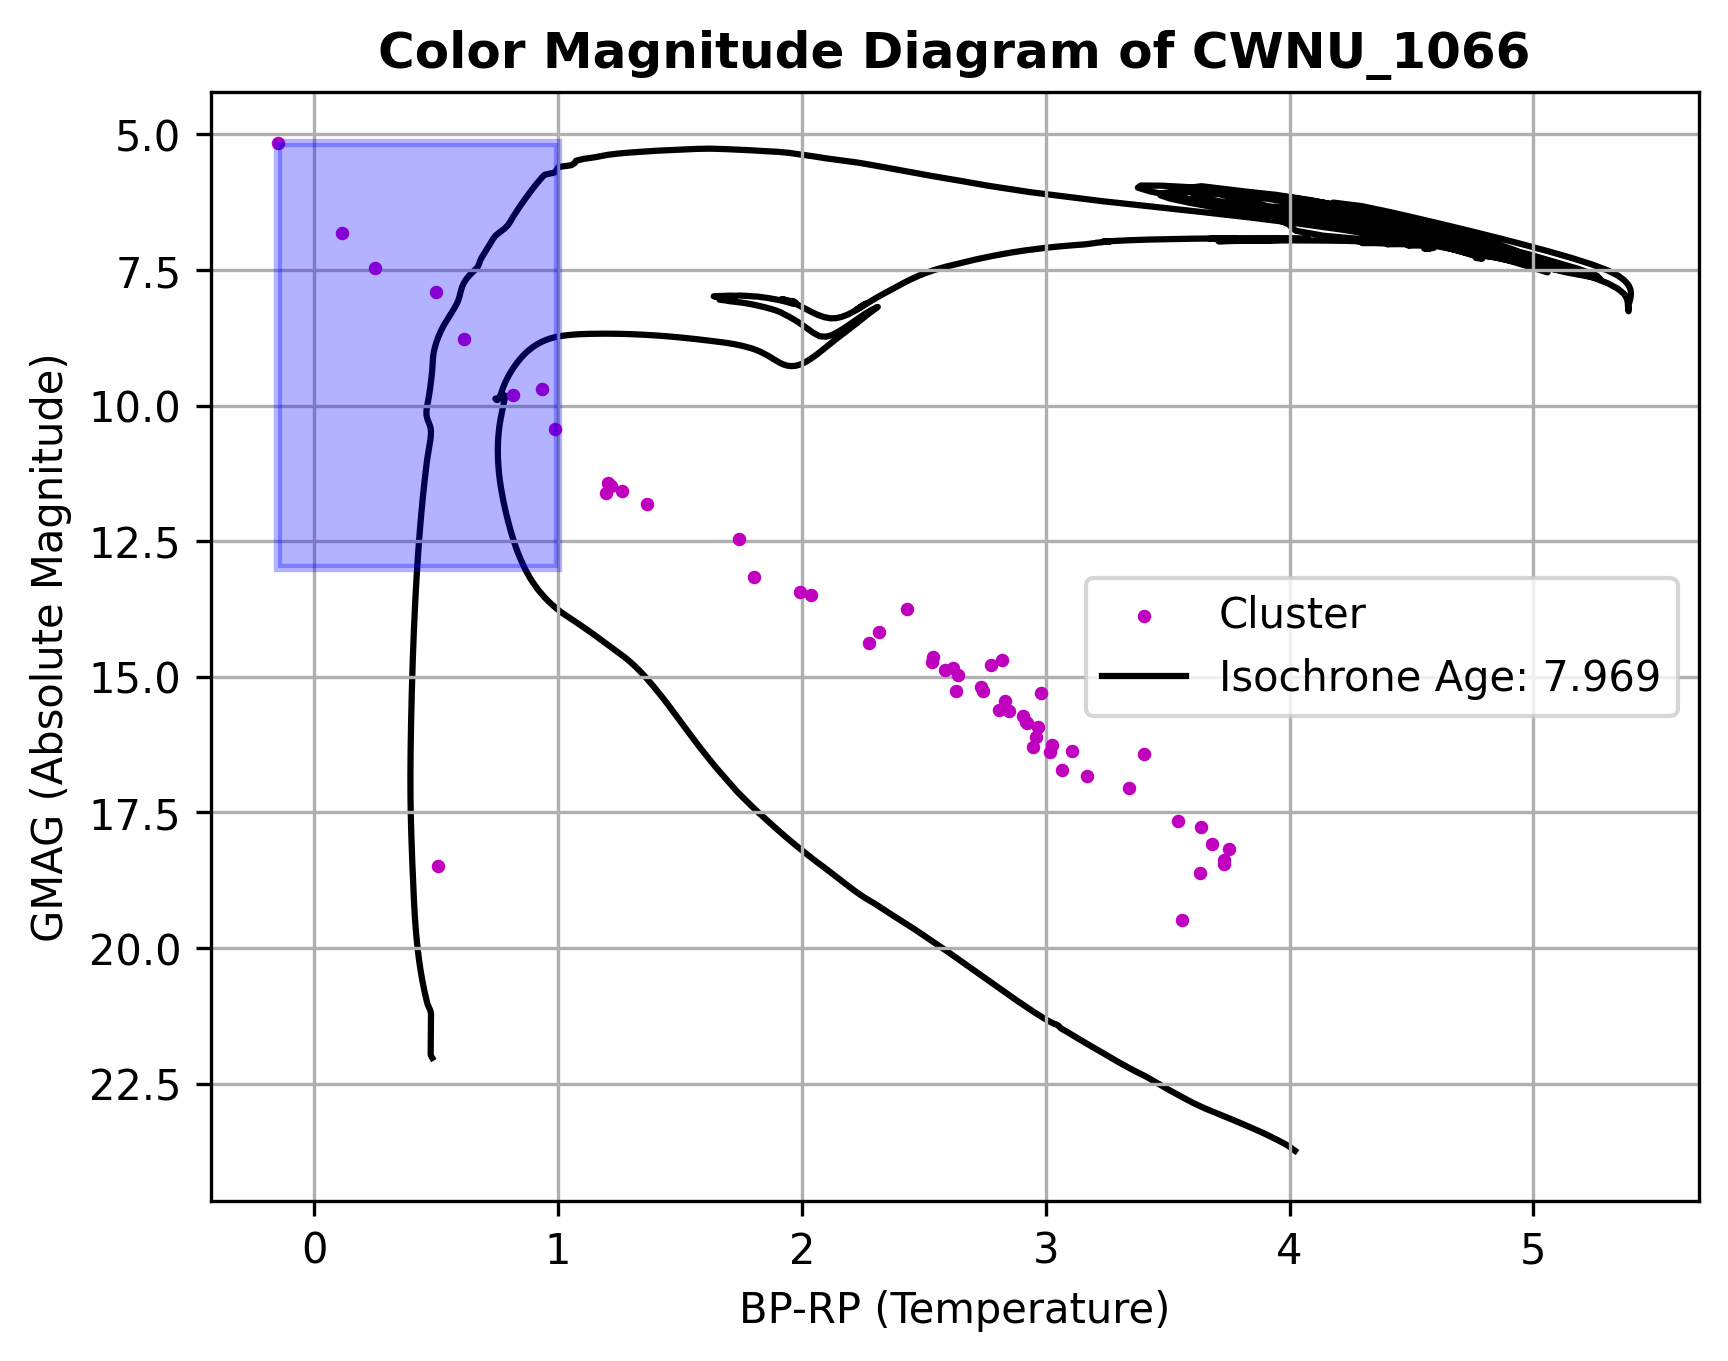 Color Magnitude Diagram of CWNU_1066
5.0
7.5
10.0
12.5
15.0
17.5
20.0
22.5
GMAG (Absolute Magnitude)
Cluster
Isochrone Age: 7.969
0 1 2 3 4 5
BP-RP (Temperature)